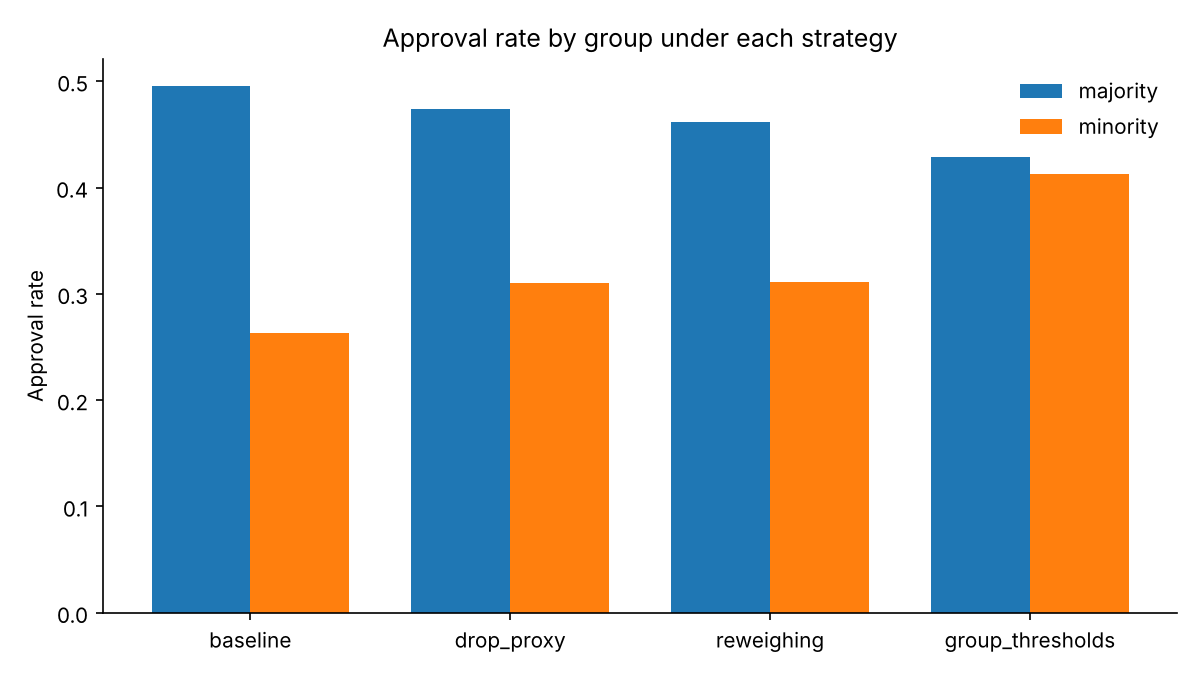 Approval rate by group under each strategy
majority
minority
Approval rate
0.5
0.4
0.3
0.2
0.1
0.0
baseline
drop_proxy
reweighing
group_thresholds